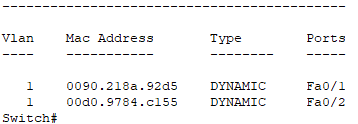 -------------------------------------------
Vlan    Mac Address       Type        Ports
----    -----------       --------    -----
   1    0090.218a.92d5    DYNAMIC     Fa0/1
   1    00d0.9784.c155    DYNAMIC     Fa0/2
Switch#